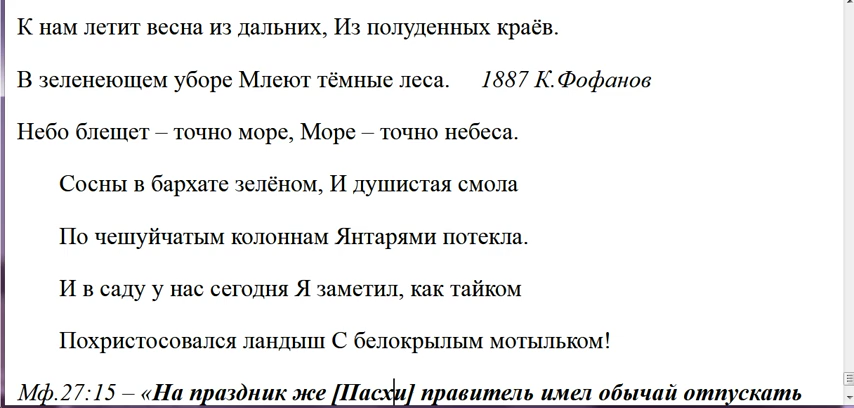 К нам летит весна из дальних, Из полуденных краёв.
В зеленеющем уборе Млеют тёмные леса. 1887 К.Фофанов
Небо блещет – точно море, Море – точно небеса.
Сосны в бархате зелёном, И душистая смола
По чешуйчатым колоннам Янтарями потекла.
И в саду у нас сегодня Я заметил, как тайком
Похристосовался ландыш С белокрылым мотыльком!
Мф.27:15 – «На праздник же [Пасхи] правитель имел обычай отпускать